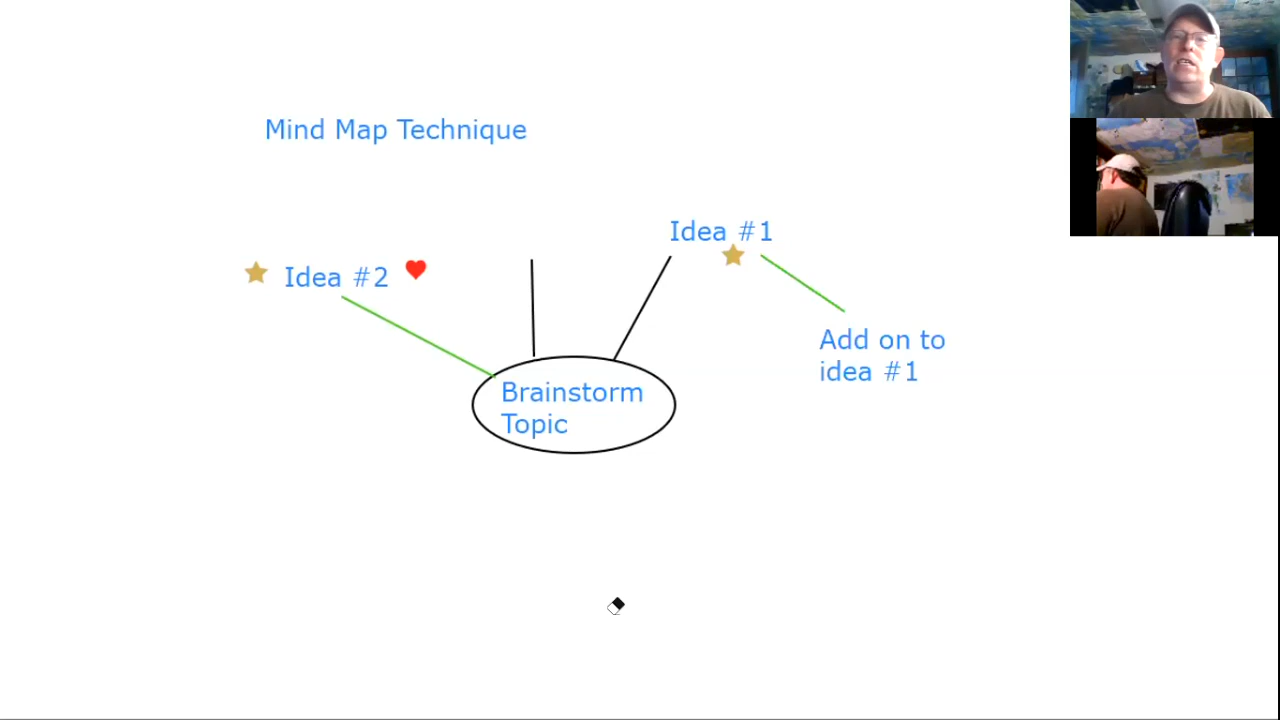 Mind Map Technique
Idea #1
Idea #2
Add on to
idea #1
Brainstorm
Topic